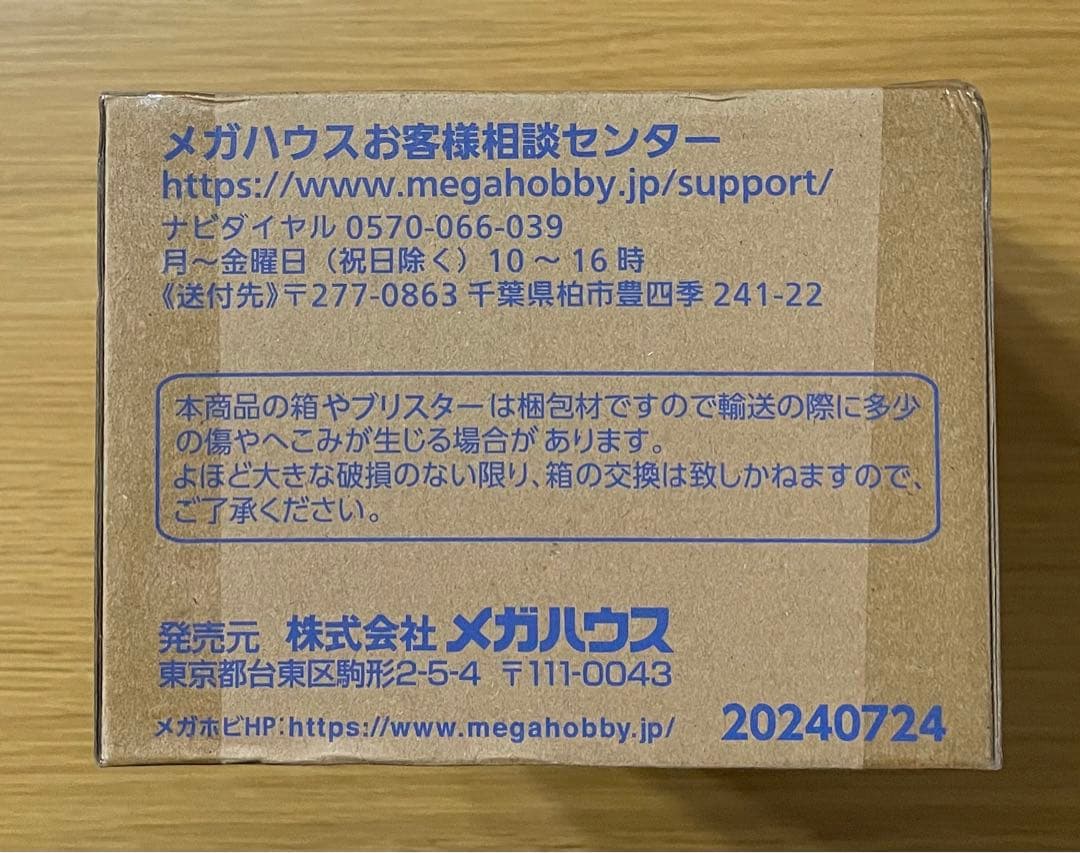 メガハウスお客様相談センター
https://www.megahobby.jp/support/
ナビダイヤル 0570-066-039
月〜金曜日（祝日除く）10 〜 16 時
《送付先》〒277-0863 千葉県柏市豊四季 241-22
本商品の箱やブリスターは梱包材ですので輸送の際に多少
の傷やへこみが生じる場合があります。
よほど大きな破損のない限り、箱の交換は致しかねますので、
ご了承ください。
発売元 株式会社 メガハウス
東京都台東区駒形2-5-4 〒111-0043
メガホビHP:https://www.megahobby.jp/ 20240724